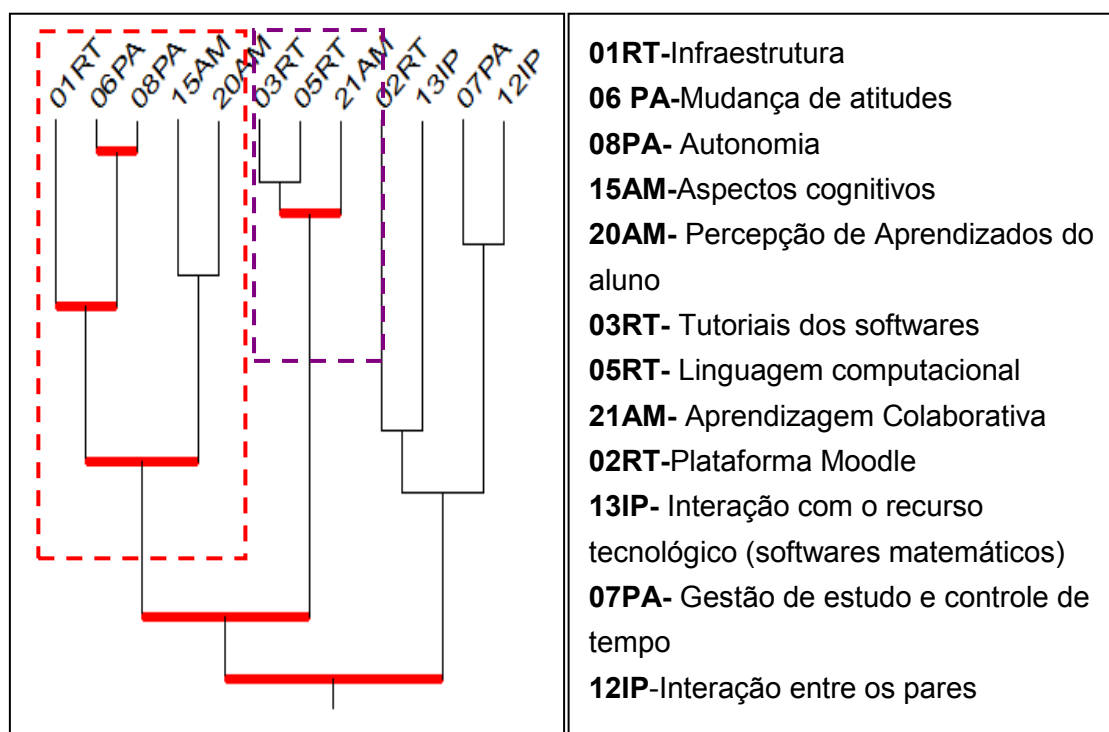 01RT 06PA 08PA 15AM 20AM 03RT 05RT 21AM 02RT 13IP 07PA 12IP
01RT-Infraestrutura
06 PA-Mudança de atitudes
08PA- Autonomia
15AM-Aspectos cognitivos
20AM- Percepção de Aprendizados do
aluno
03RT- Tutoriais dos softwares
05RT- Linguagem computacional
21AM- Aprendizagem Colaborativa
02RT-Plataforma Moodle
13IP- Interação com o recurso
tecnológico (softwares matemáticos)
07PA- Gestão de estudo e controle de
tempo
12IP-Interação entre os pares